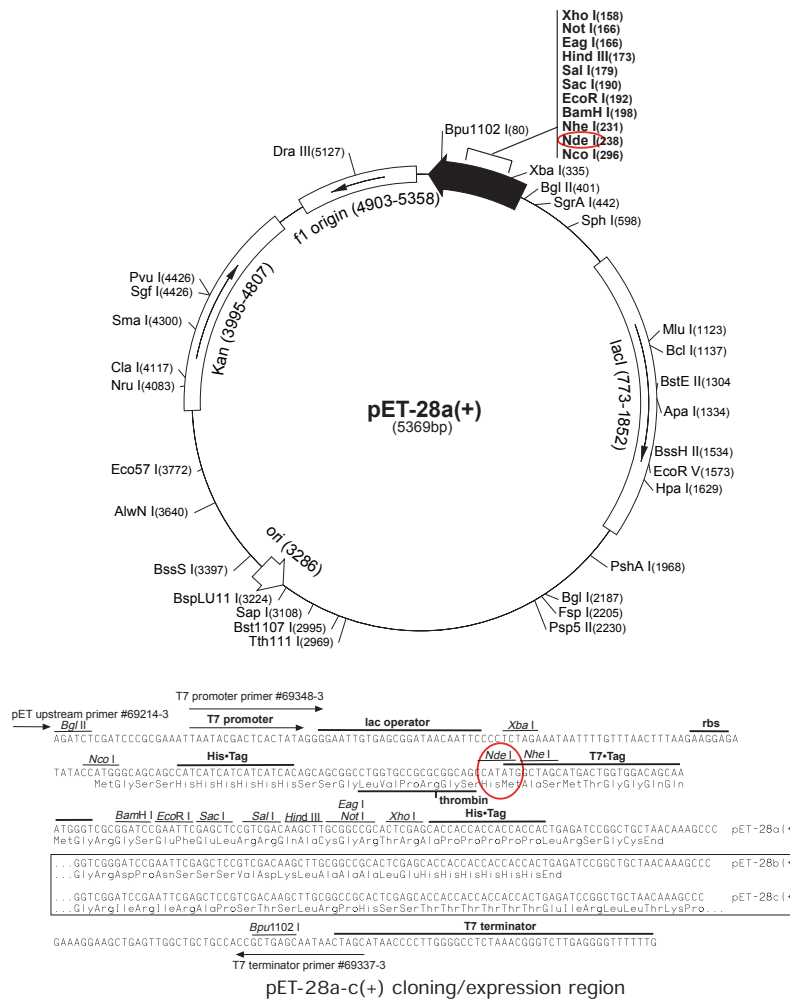 Xho I(158)
Not I(166)
Eag I(166)
Hind III(173)
Sal I(179)
Sac I(190)
EcoR I(192)
BamH I(198)
Nhe I(231)
Nde I(238)
Nco I(296)
Bpu1102 I(80)
Dra III(5127)
Xba I(335)
Bgl II(401)
SgrA I(442)
Sph I(598)
f1 origin (4903-5358)
Pvu I(4426)
Sgf I(4426)
Sma I(4300)
Kan (3995-4807)
Cla I(4117)
Nru I(4083)
Mlu I(1123)
Bcl I(1137)
lacI (773-1852)
BstE II(1304
Apa I(1334)
pET-28a(+)
(5369bp)
BssH II(1534)
EcoR V(1573)
Hpa I(1629)
Eco57 I(3772)
AlwN I(3640)
ori (3286)
BssS I(3397)
PshA I(1968)
BspLU11 I(3224)
Sap I(3108)
Bst1107 I(2995)
Tth111 I(2969)
Bgl I(2187)
Fsp I(2205)
Psp5 II(2230)
T7 promoter primer #69348-3
pET upstream primer #69214-3
Bgl II T7 promoter lac operator Xba I rbs
AGATCTCGATCCCGCGAAATTAATACGACTCACTATAGGGGAATTGTGAGCGGATAACAATTCCCCTCTAGAAATAATTTTGTTTAACTTTAAGAAGGAGA
Nco I His•Tag Nde I Nhe I T7•Tag
TATACCATGGGCAGCAGCCATCATCATCATCATCACAGCAGCGGCCTGGTGCCGCGCGGCAGCCATATGGCTAGCATGACTGGTGGACAGCAA
MetGlySerSerHisHisHisHisHisHisSerSerGlyLeuValProArgGlySerHisMetAlaSerMetThrGlyGlyGlnGln
thrombin
BamH I EcoR I Sac I Sal I Hind III Eag I Not I Xho I His•Tag
ATGGGTCGCGGATCCGAATTCGAGCTCCGTCGACAAGCTTGCGGCCGCACTCGAGCACCACCACCACCACCACTGAGATCCGGCTGCTAACAAAGCCC pET-28a(+
MetGlyArgGlySerGluPheGluLeuArgArgGlnAlaCysGlyArgThrArgAlaProProProProProLeuArgSerGlyCysEnd
...GGTCGGGATCCGAATTCGAGCTCCGTCGACAAGCTTGCGGCCGCACTCGAGCACCACCACCACCACCACTGAGATCCGGCTGCTAACAAAGCCC pET-28b(+
...GlyArgAspProAsnSerSerSerValAspLysLeuAlaAlaAlaLeuGluHisHisHisHisHisHisEnd
...GGTCGGATCCGAATTCGAGCTCCGTCGACAAGCTTGCGGCCGCACTCGAGCACCACCACCACCACCACTGAGATCCGGCTGCTAACAAAGCCC pET-28c(+
...GlyArgIleArgIleArgAlaProSerThrSerLeuArgProHisSerSerThrThrThrThrThrThrGluIleArgLeuLeuThrLysPro...
Bpu1102 I T7 terminator
GAAAGGAAGCTGAGTTGGCTGCTGCCACCGCTGAGCAATAACTAGCATAACCCCTTGGGGCCTCTAAACGGGTCTTGAGGGGTTTTTTG
T7 terminator primer #69337-3
pET-28a-c(+) cloning/expression region